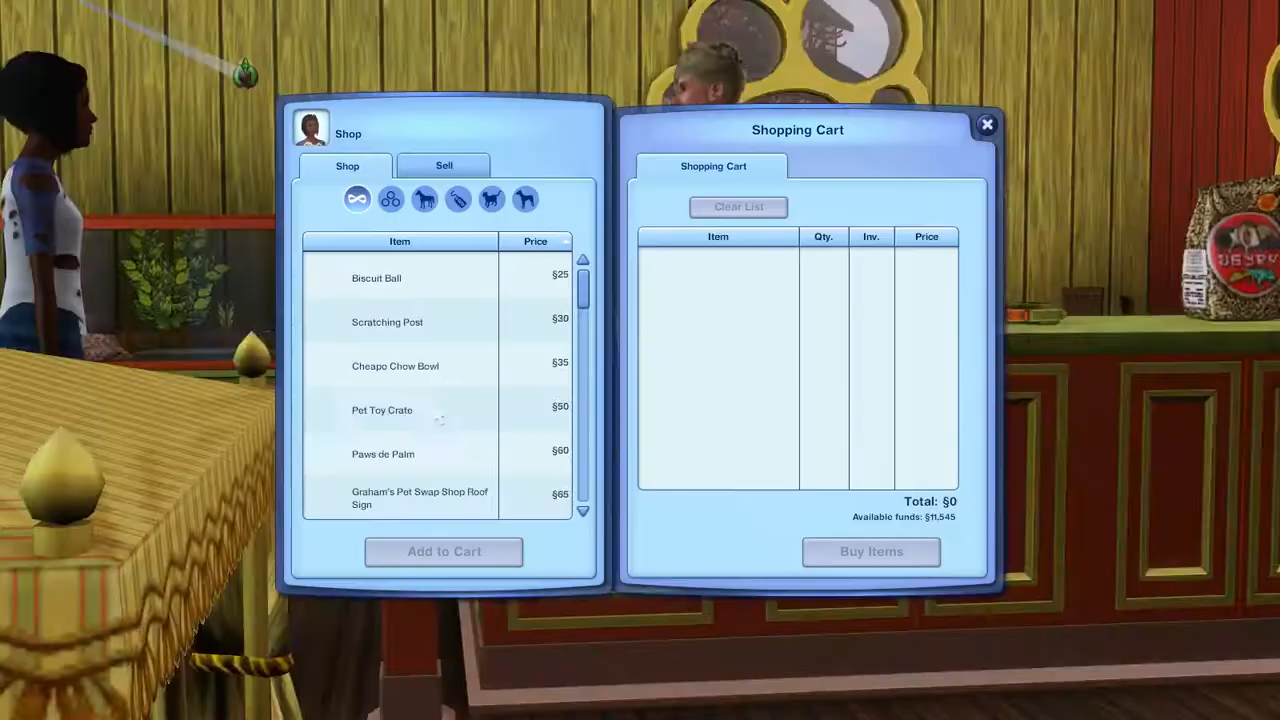 Shop
Shop
Sell
Item
Price
Biscuit Ball
§25
Scratching Post
§30
Cheapo Chow Bowl
§35
Pet Toy Crate
§50
Paws de Palm
§60
Graham's Pet Swap Shop Roof
Sign
§65
Add to Cart
Shopping Cart
Shopping Cart
Clear List
Item
Qty.
Inv.
Price
Total: §0
Available funds: §11,545
Buy Items